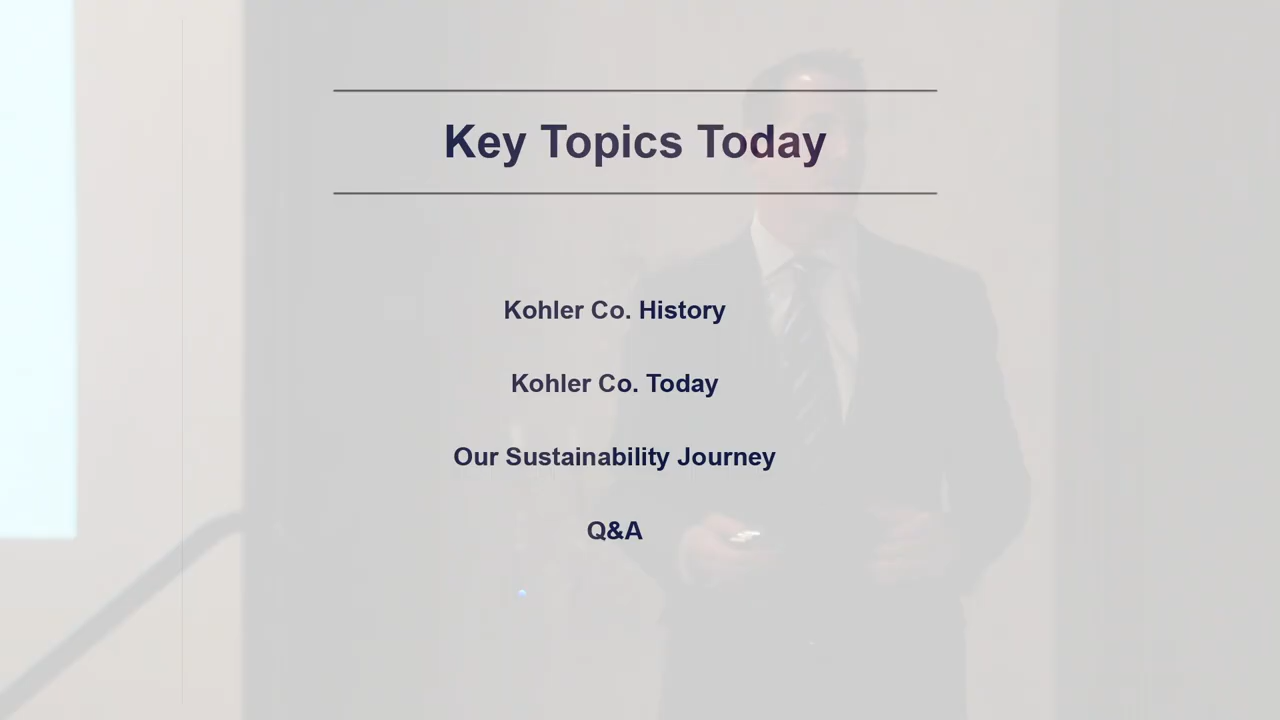 Key Topics Today
Kohler Co. History
Kohler Co. Today
Our Sustainability Journey
Q&A